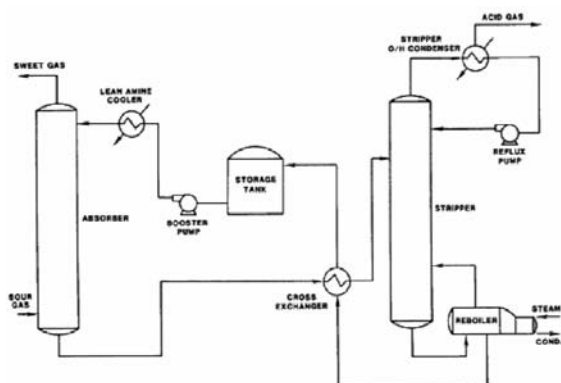 ACID GAS
STRIPPER
O/H CONDENSER
SWEET GAS
LEAN AMINE
COOLER
REFLUX
PUMP
STORAGE
TANK
ABSORBER
STRIPPER
BOOSTER
PUMP
SOUR
GAS
CROSS
EXCHANGER
REBOILER
STEAM
COND.